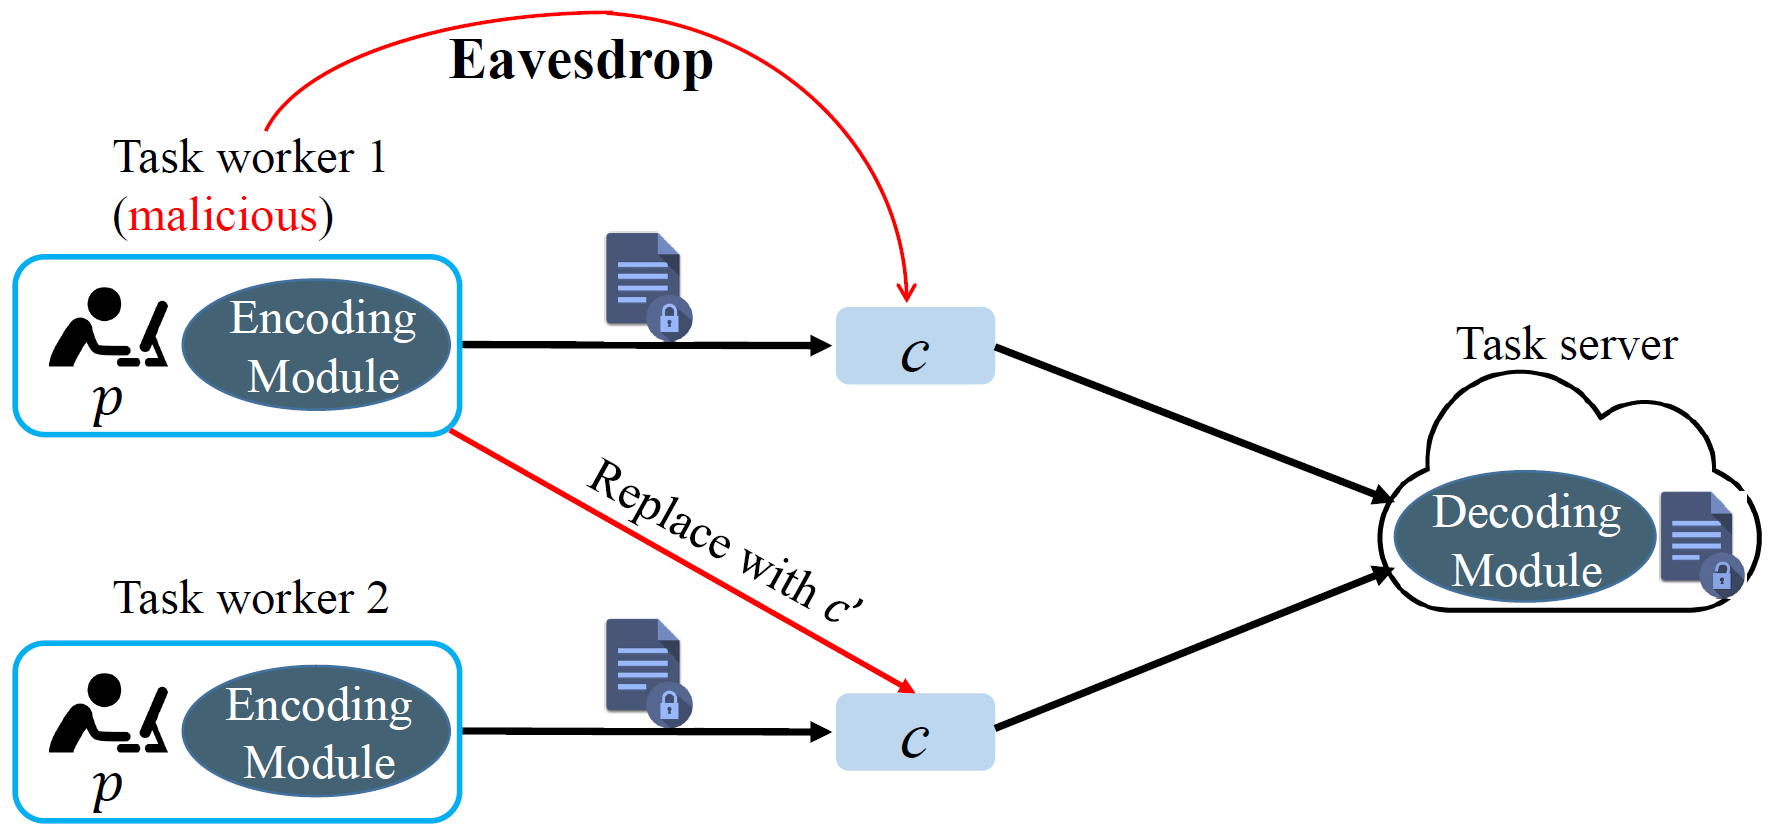 Eavesdrop
Task worker 1
(malicious)
Encoding
Module
p
c
Task server
Decoding
Module
Replace with c’
Task worker 2
Encoding
Module
p
c